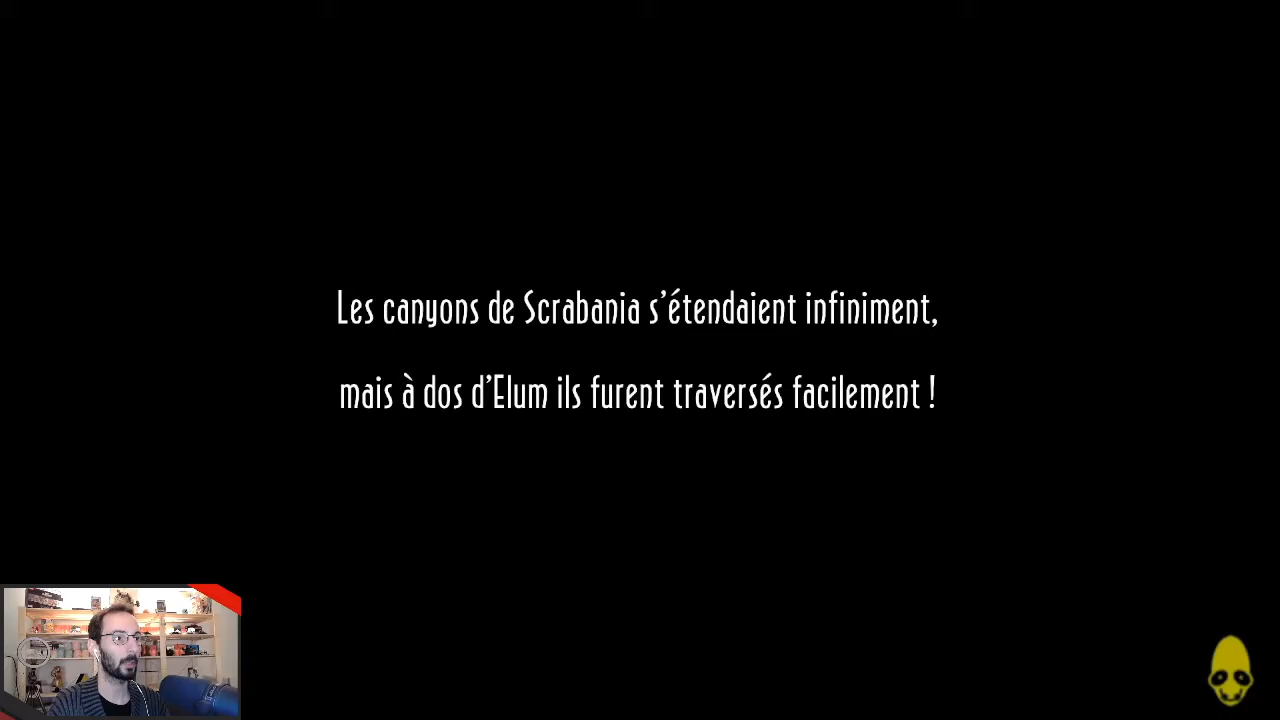 Les canyons de Scrabania s'étendaient infiniment,
mais à dos d'Elum ils furent traversés facilement !